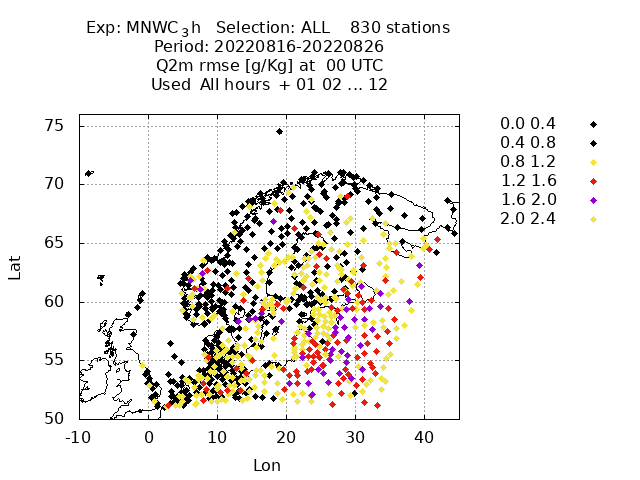 Exp: MNWC3h Selection: ALL 830 stations
Period: 20220816-20220826
Q2m rmse [g/Kg] at 00 UTC
Used All hours + 01 02 ... 12
0.0 0.4
0.4 0.8
0.8 1.2
1.2 1.6
1.6 2.0
2.0 2.4
Lat
75
70
65
60
55
50
-10 0 10 20 30 40
Lon